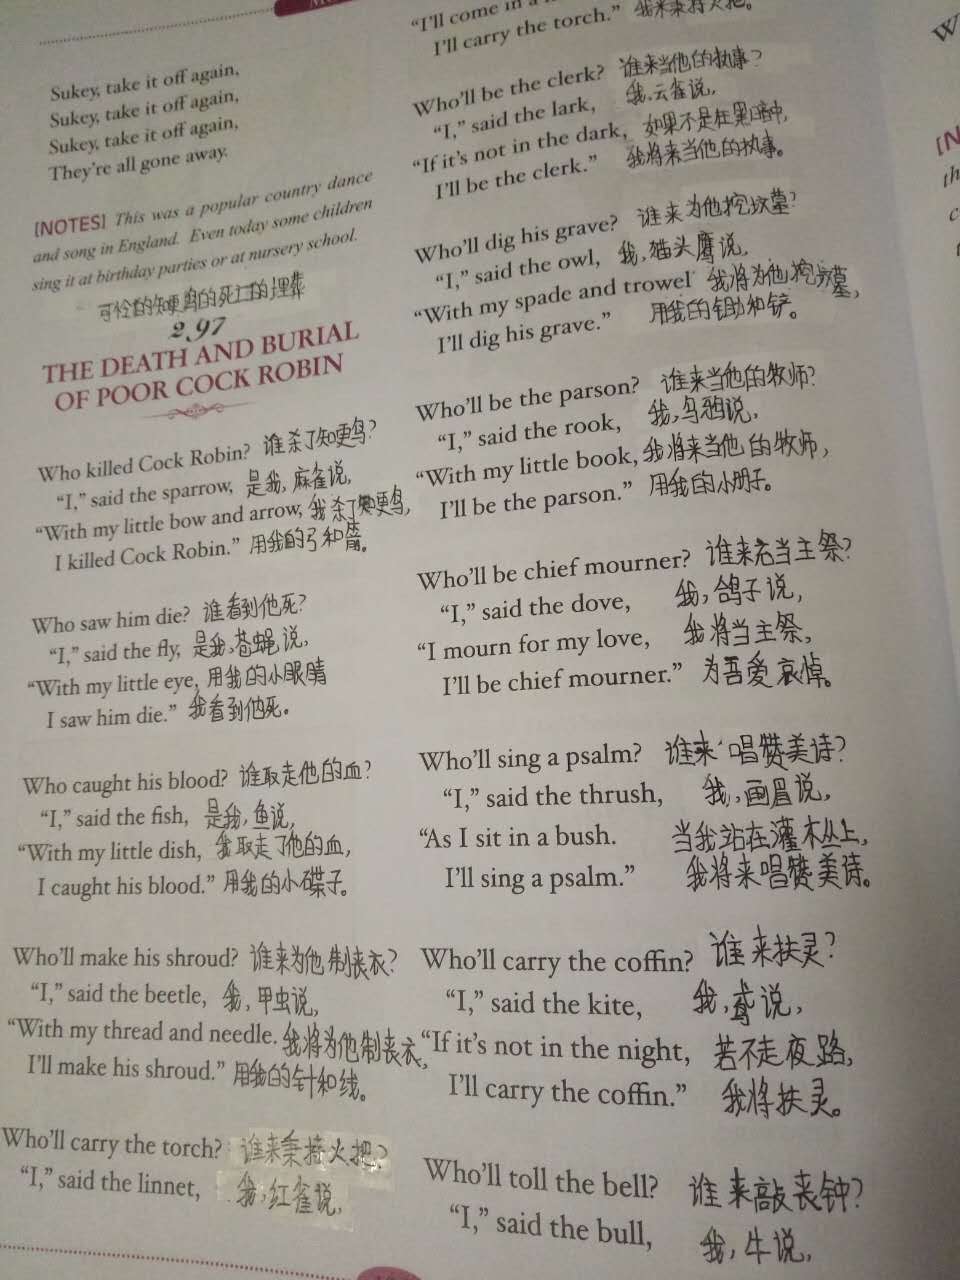 Sukey, take it off again,
Sukey, take it off again,
Sukey, take it off again,
They're all gone away.
[NOTES] This was a popular country dance
and song in England. Even today some children
sing it at birthday parties or at nursery school.
可怜的知更鸟的死亡的埋葬
297
THE DEATH AND BURIAL
OF POOR COCK ROBIN
Who killed Cock Robin? 谁杀了知更鸟?
"I," said the sparrow, 是我,麻雀说,
"With my little bow and arrow, 我杀了知更鸟,
I killed Cock Robin." 用我的弓和箭。
Who saw him die? 谁看到他死?
"I," said the fly, 是我,苍蝇说,
"With my little eye, 用我的小眼睛
I saw him die." 我看到他死。
Who caught his blood? 谁取走他的血?
"I," said the fish, 是我,鱼说,
"With my little dish, 我取走了他的血,
I caught his blood." 用我的小碟子。
Who'll make his shroud? 谁来为他制丧衣?
"I," said the beetle, 我,甲虫说,
"With my thread and needle. 我将为他制丧衣,
I'll make his shroud." 用我的针和线。
Who'll carry the torch? 谁来秉持火把?
"I," said the linnet, 我,红雀说,
"I'll come in a
I'll carry the torch." 我来秉持火把。
Who'll be the clerk? 谁来当他的执事?
"I," said the lark, 我,云雀说,
"If it's not in the dark, 如果不是在黑暗中,
I'll be the clerk." 我将来当他的执事。
Who'll dig his grave? 谁来为他挖坟墓?
"I," said the owl, 我,猫头鹰说,
"With my spade and trowel 我将为他挖坟墓,
I'll dig his grave." 用我的锄和铲。
Who'll be the parson? 谁来当他的牧师?
"I," said the rook, 我,乌鸦说,
"With my little book, 我将来当他的牧师,
I'll be the parson." 用我的小册子。
Who'll be chief mourner? 谁来充当主祭?
"I," said the dove, 我,鸽子说,
"I mourn for my love, 我将当主祭,
I'll be chief mourner." 为吾爱哀悼。
Who'll sing a psalm? 谁来唱赞美诗?
"I," said the thrush, 我,画眉说,
"As I sit in a bush. 当我站在灌木丛上,
I'll sing a psalm." 我将来唱赞美诗。
Who'll carry the coffin? 谁来扶灵?
"I," said the kite, 我,鸢说,
"If it's not in the night, 若不走夜路,
I'll carry the coffin." 我将扶灵。
Who'll toll the bell? 谁来敲丧钟?
"I," said the bull, 我,牛说,